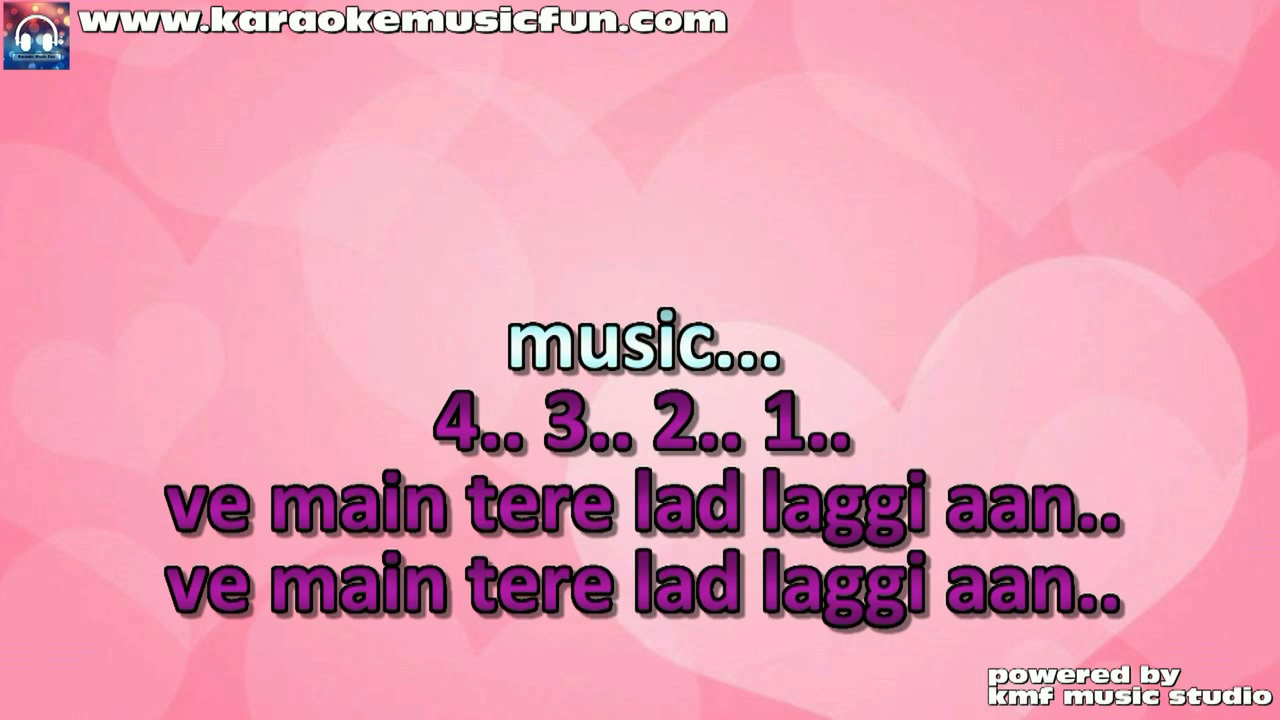 www.karaokemusicfun.com
music...
4.. 3.. 2.. 1..
ve main tere lad laggi aan..
ve main tere lad laggi aan..
powered by
kmf music studio